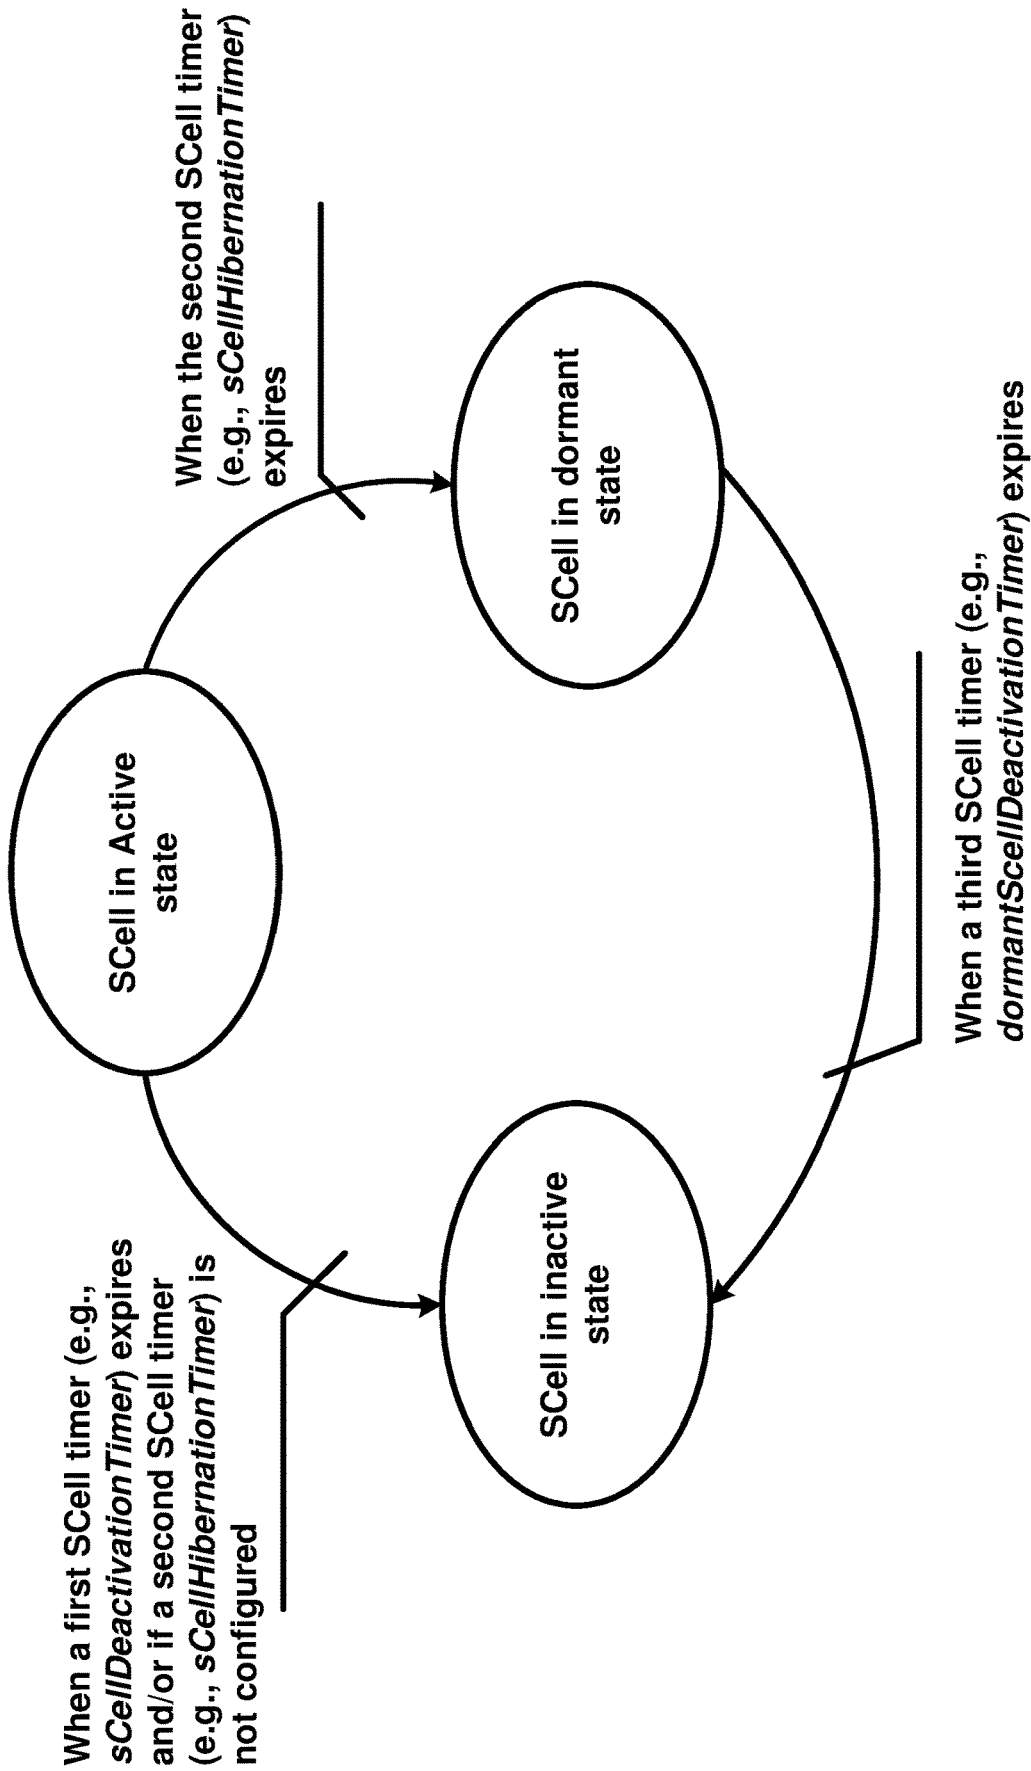 When a first SCell timer (e.g.,
sCellDeactivationTimer) expires
and/or if a second SCell timer
(e.g., sCellHibernationTimer) is
not configured
SCell in Active
state
When the second SCell timer
(e.g., sCellHibernationTimer)
expires
SCell in inactive
state
SCell in dormant
state
When a third SCell timer (e.g.,
dormantScellDeactivationTimer) expires